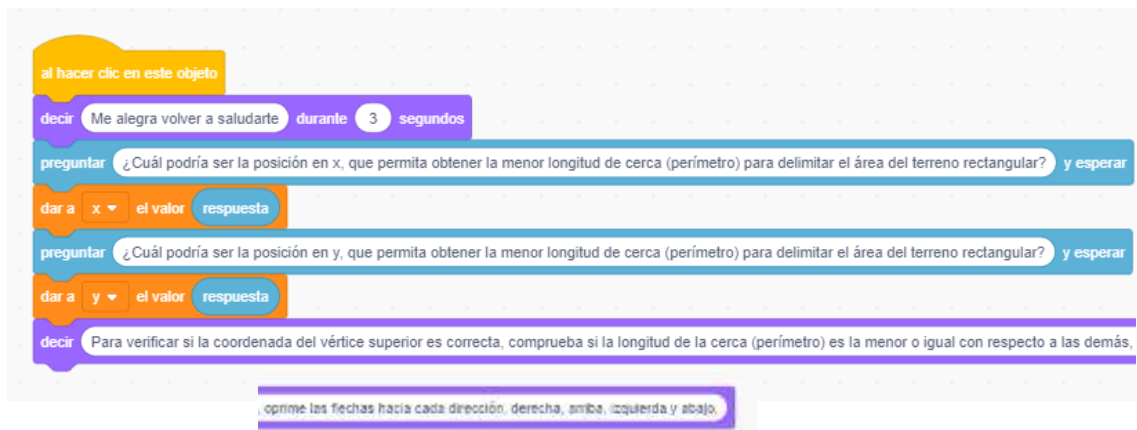 al hacer clic en este objeto
decir Me alegra volver a saludarte durante 3 segundos
preguntar ¿Cuál podría ser la posición en x, que permita obtener la menor longitud de cerca (perímetro) para delimitar el área del terreno rectangular? y esperar
dar a x el valor respuesta
preguntar ¿Cuál podría ser la posición en y, que permita obtener la menor longitud de cerca (perímetro) para delimitar el área del terreno rectangular? y esperar
dar a y el valor respuesta
decir Para verificar si la coordenada del vértice superior es correcta, comprueba si la longitud de la cerca (perímetro) es la menor o igual con respecto a las demás,
, oprime las flechas hacia cada dirección, derecha, arriba, izquierda y abajo,